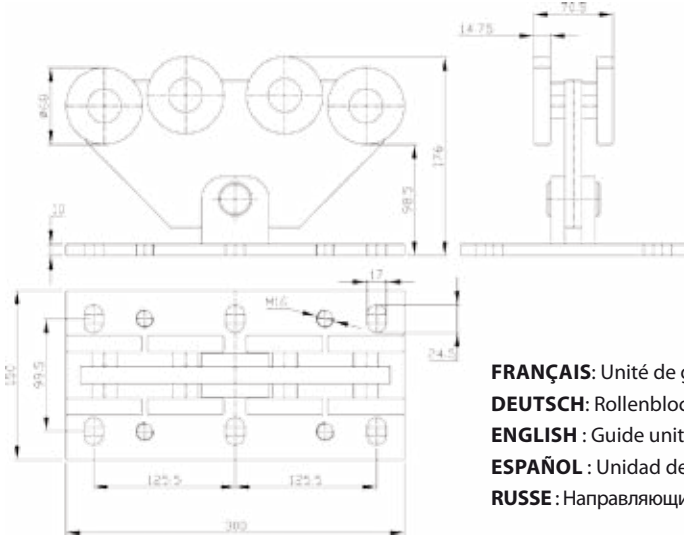 70.5
14.75
Ø68
176
98.5
10
17
M16
24.5
150
99.5
125.5 125.5
300
FRANÇAIS: Unité de
DEUTSCH: Rollenbloc
ENGLISH : Guide unit
ESPAÑOL : Unidad de
RUSSE : Направляющи